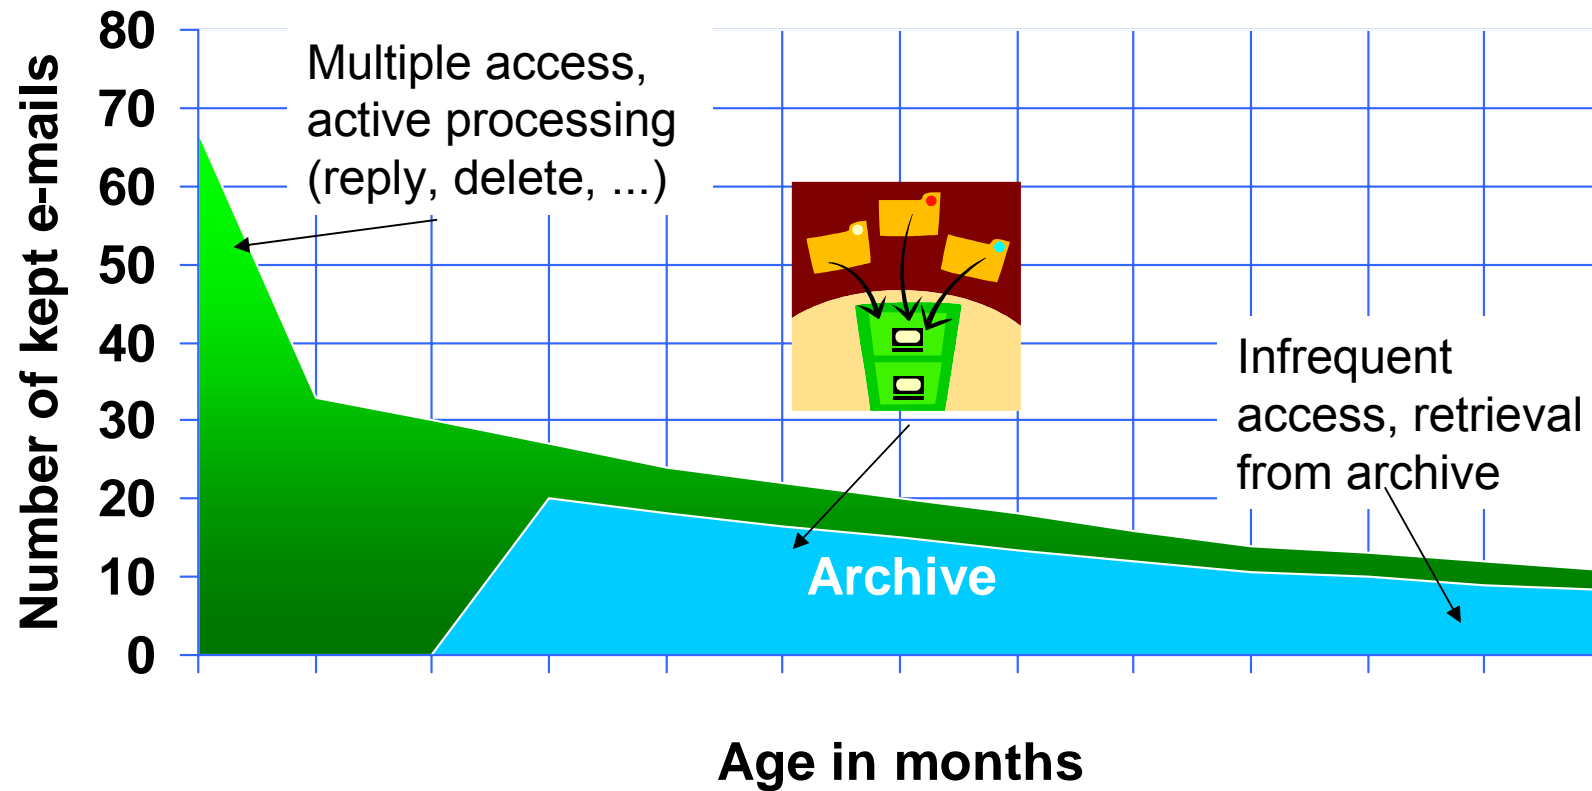 Number of kept e-mails
80
70
60
50
40
30
20
10
0
Multiple access,
active processing
(reply, delete, ...)
Infrequent
access, retrieval
from archive
Archive
Age in months